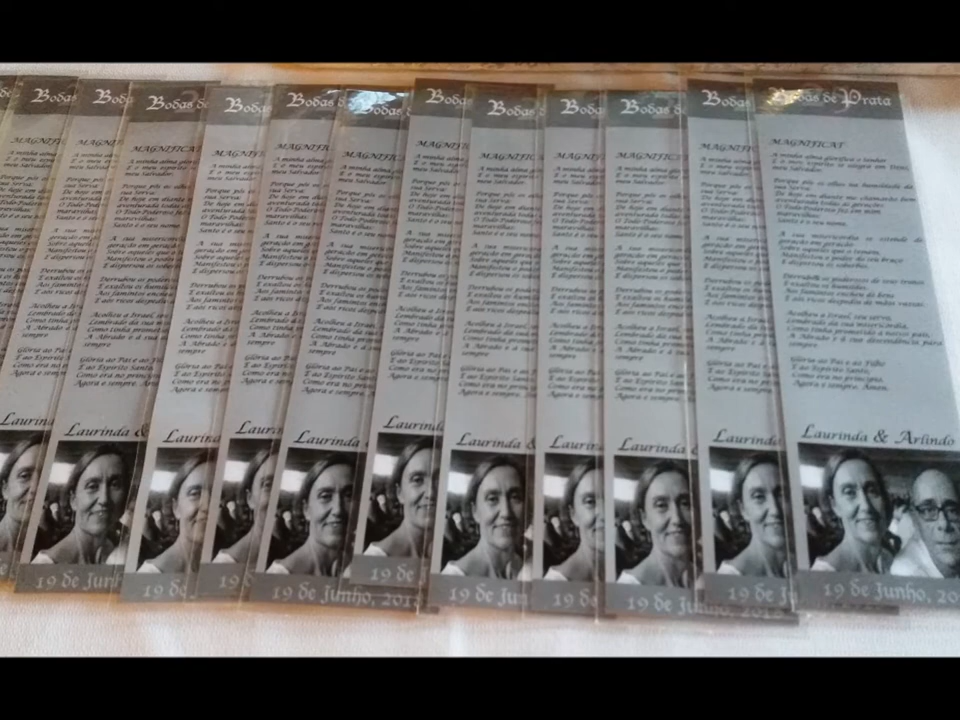 Bodas de Prata
MAGNIFICAT
A minha alma glorifica o Senhor
E o meu espírito se alegra em Deus,
meu Salvador.
Porque pôs os olhos na humildade da
sua Serva:
De hoje em diante me chamarão bem
aventurada todas as gerações.
O Todo Poderoso fez em mim
maravilhas:
Santo é o seu nome.
A sua misericórdia se estende de
geração em geração
Sobre aqueles que o temem.
Manifestou o poder do seu braço
E dispersou os soberbos.
Derrubou os poderosos de seus tronos
E exaltou os humildes.
Aos famintos encheu de bens
E aos ricos despediu de mãos vazias.
Acolheu a Israel, seu servo,
Lembrado da sua misericórdia,
Como tinha prometido a nossos pais,
A Abraão e à sua descendência para
sempre
Glória ao Pai e ao Filho
E ao Espírito Santo,
Como era no princípio,
Agora e sempre. Amen.
Laurinda & Arlindo
19 de Junho, 201